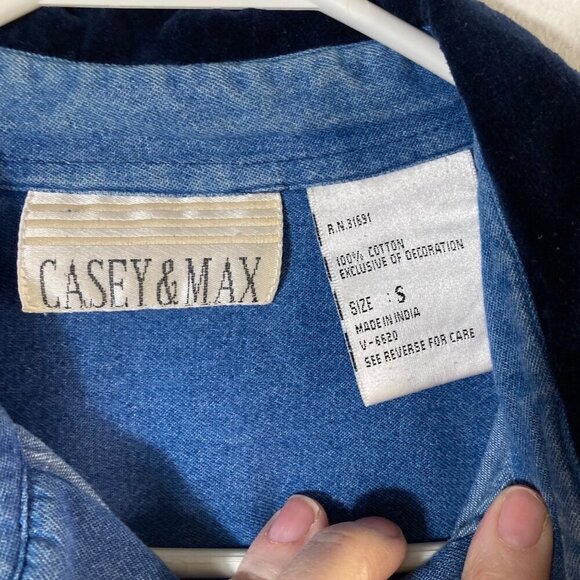 CASEY & MAX
R.N. 31691
100% COTTON
EXCLUSIVE OF DECORATION
SIZE : S
MADE IN INDIA
V-6620
SEE REVERSE FOR CARE